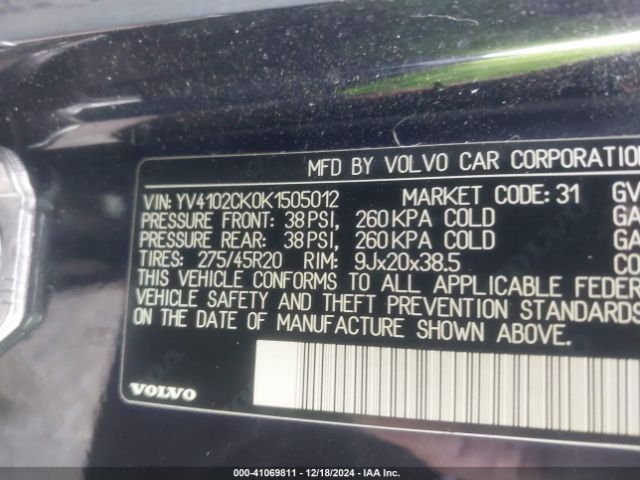 MFD BY VOLVO CAR CORPORATION
VIN: YV4102CK0K1505012 MARKET CODE: 31 GV
PRESSURE FRONT: 38 PSI, 260 KPA COLD GA
PRESSURE REAR: 38 PSI, 260 KPA COLD GA
TIRES: 275/45R20 RIM: 9Jx20x38.5 CO
THIS VEHICLE CONFORMS TO ALL APPLICABLE FEDER
VEHICLE SAFETY AND THEFT PREVENTION STANDARDS
ON THE DATE OF MANUFACTURE SHOWN ABOVE.
VOLVO
000-41069811 - 12/18/2024 - IAA Inc.